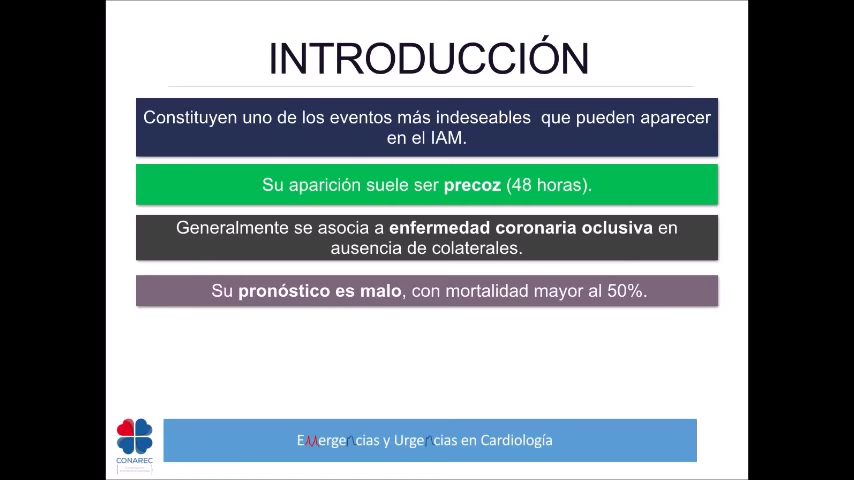 INTRODUCCIÓN
Constituyen uno de los eventos más indeseables que pueden aparecer
en el IAM.
Su aparición suele ser precoz (48 horas).
Generalmente se asocia a enfermedad coronaria oclusiva en
ausencia de colaterales.
Su pronóstico es malo, con mortalidad mayor al 50%.
Emergencias y Urgencias en Cardiología
CONAREC